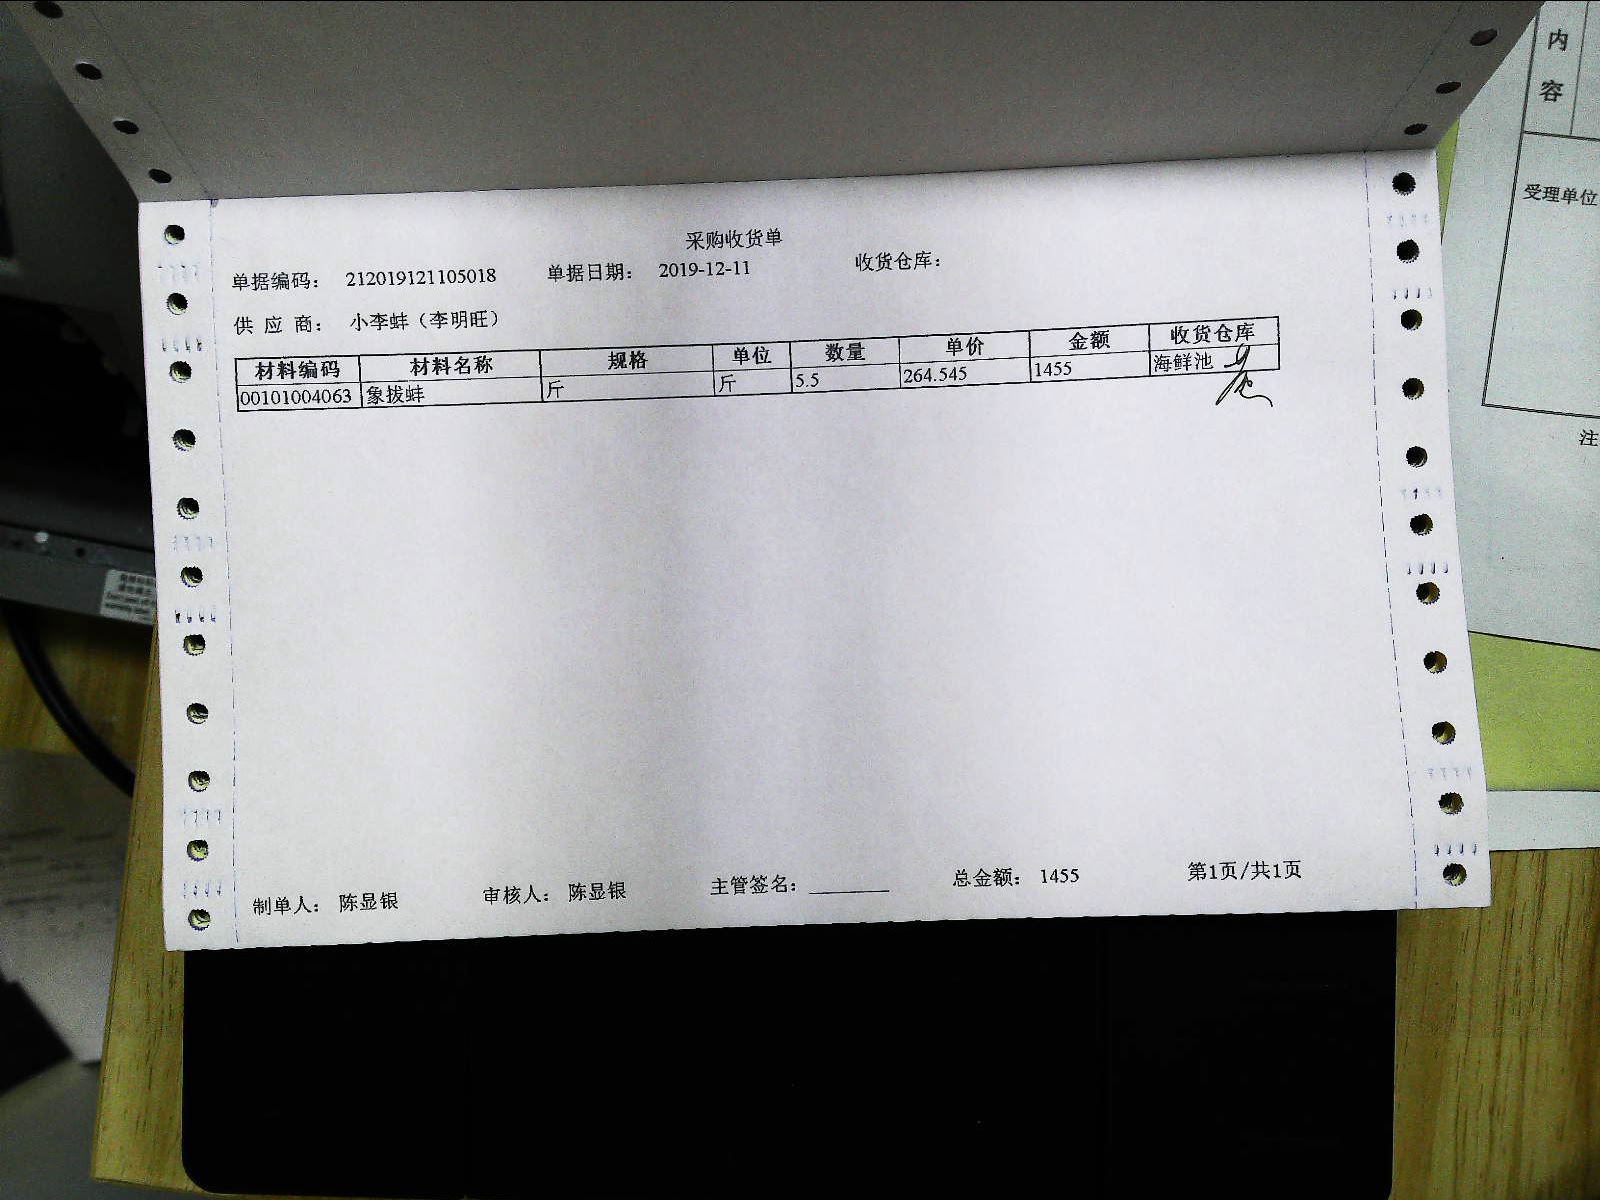 采购收货单
单据编码： 212019121105018 单据日期： 2019-12-11 收货仓库：
供 应 商： 小李蚌（李明旺）
材料编码 材料名称 规格 单位 数量 单价 金额 收货仓库
00101004063 象拔蚌 斤 斤 5.5 264.545 1455 海鲜池
制单人： 陈显银 审核人： 陈显银 主管签名：________ 总金额： 1455 第1页/共1页
内
容
受理单位
注